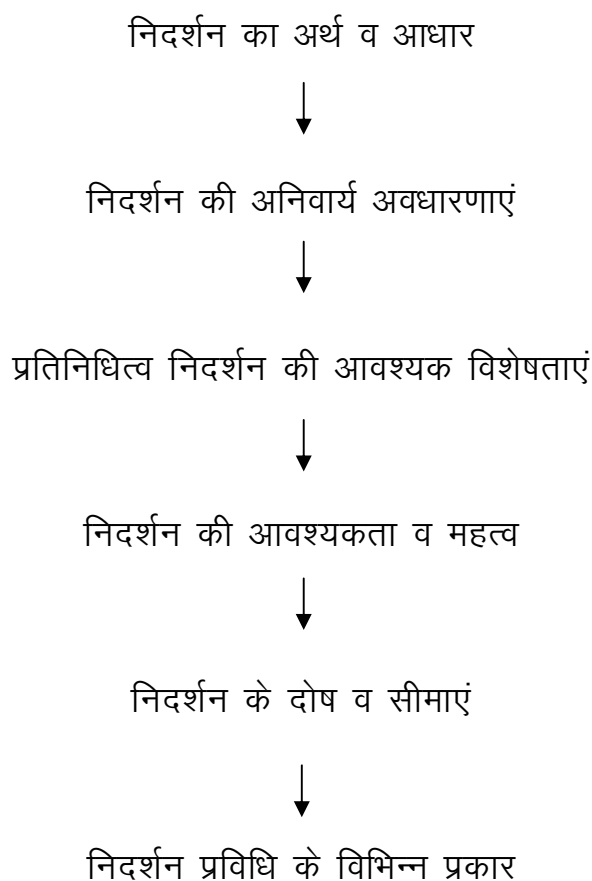 निदर्शन का अर्थ व आधार
निदर्शन की अनिवार्य अवधारणाएं
प्रतिनिधित्व निदर्शन की आवश्यक विशेषताएं
निदर्शन की आवश्यकता व महत्व
निदर्शन के दोष व सीमाएं
निदर्शन प्रविधि के विभिन्न प्रकार